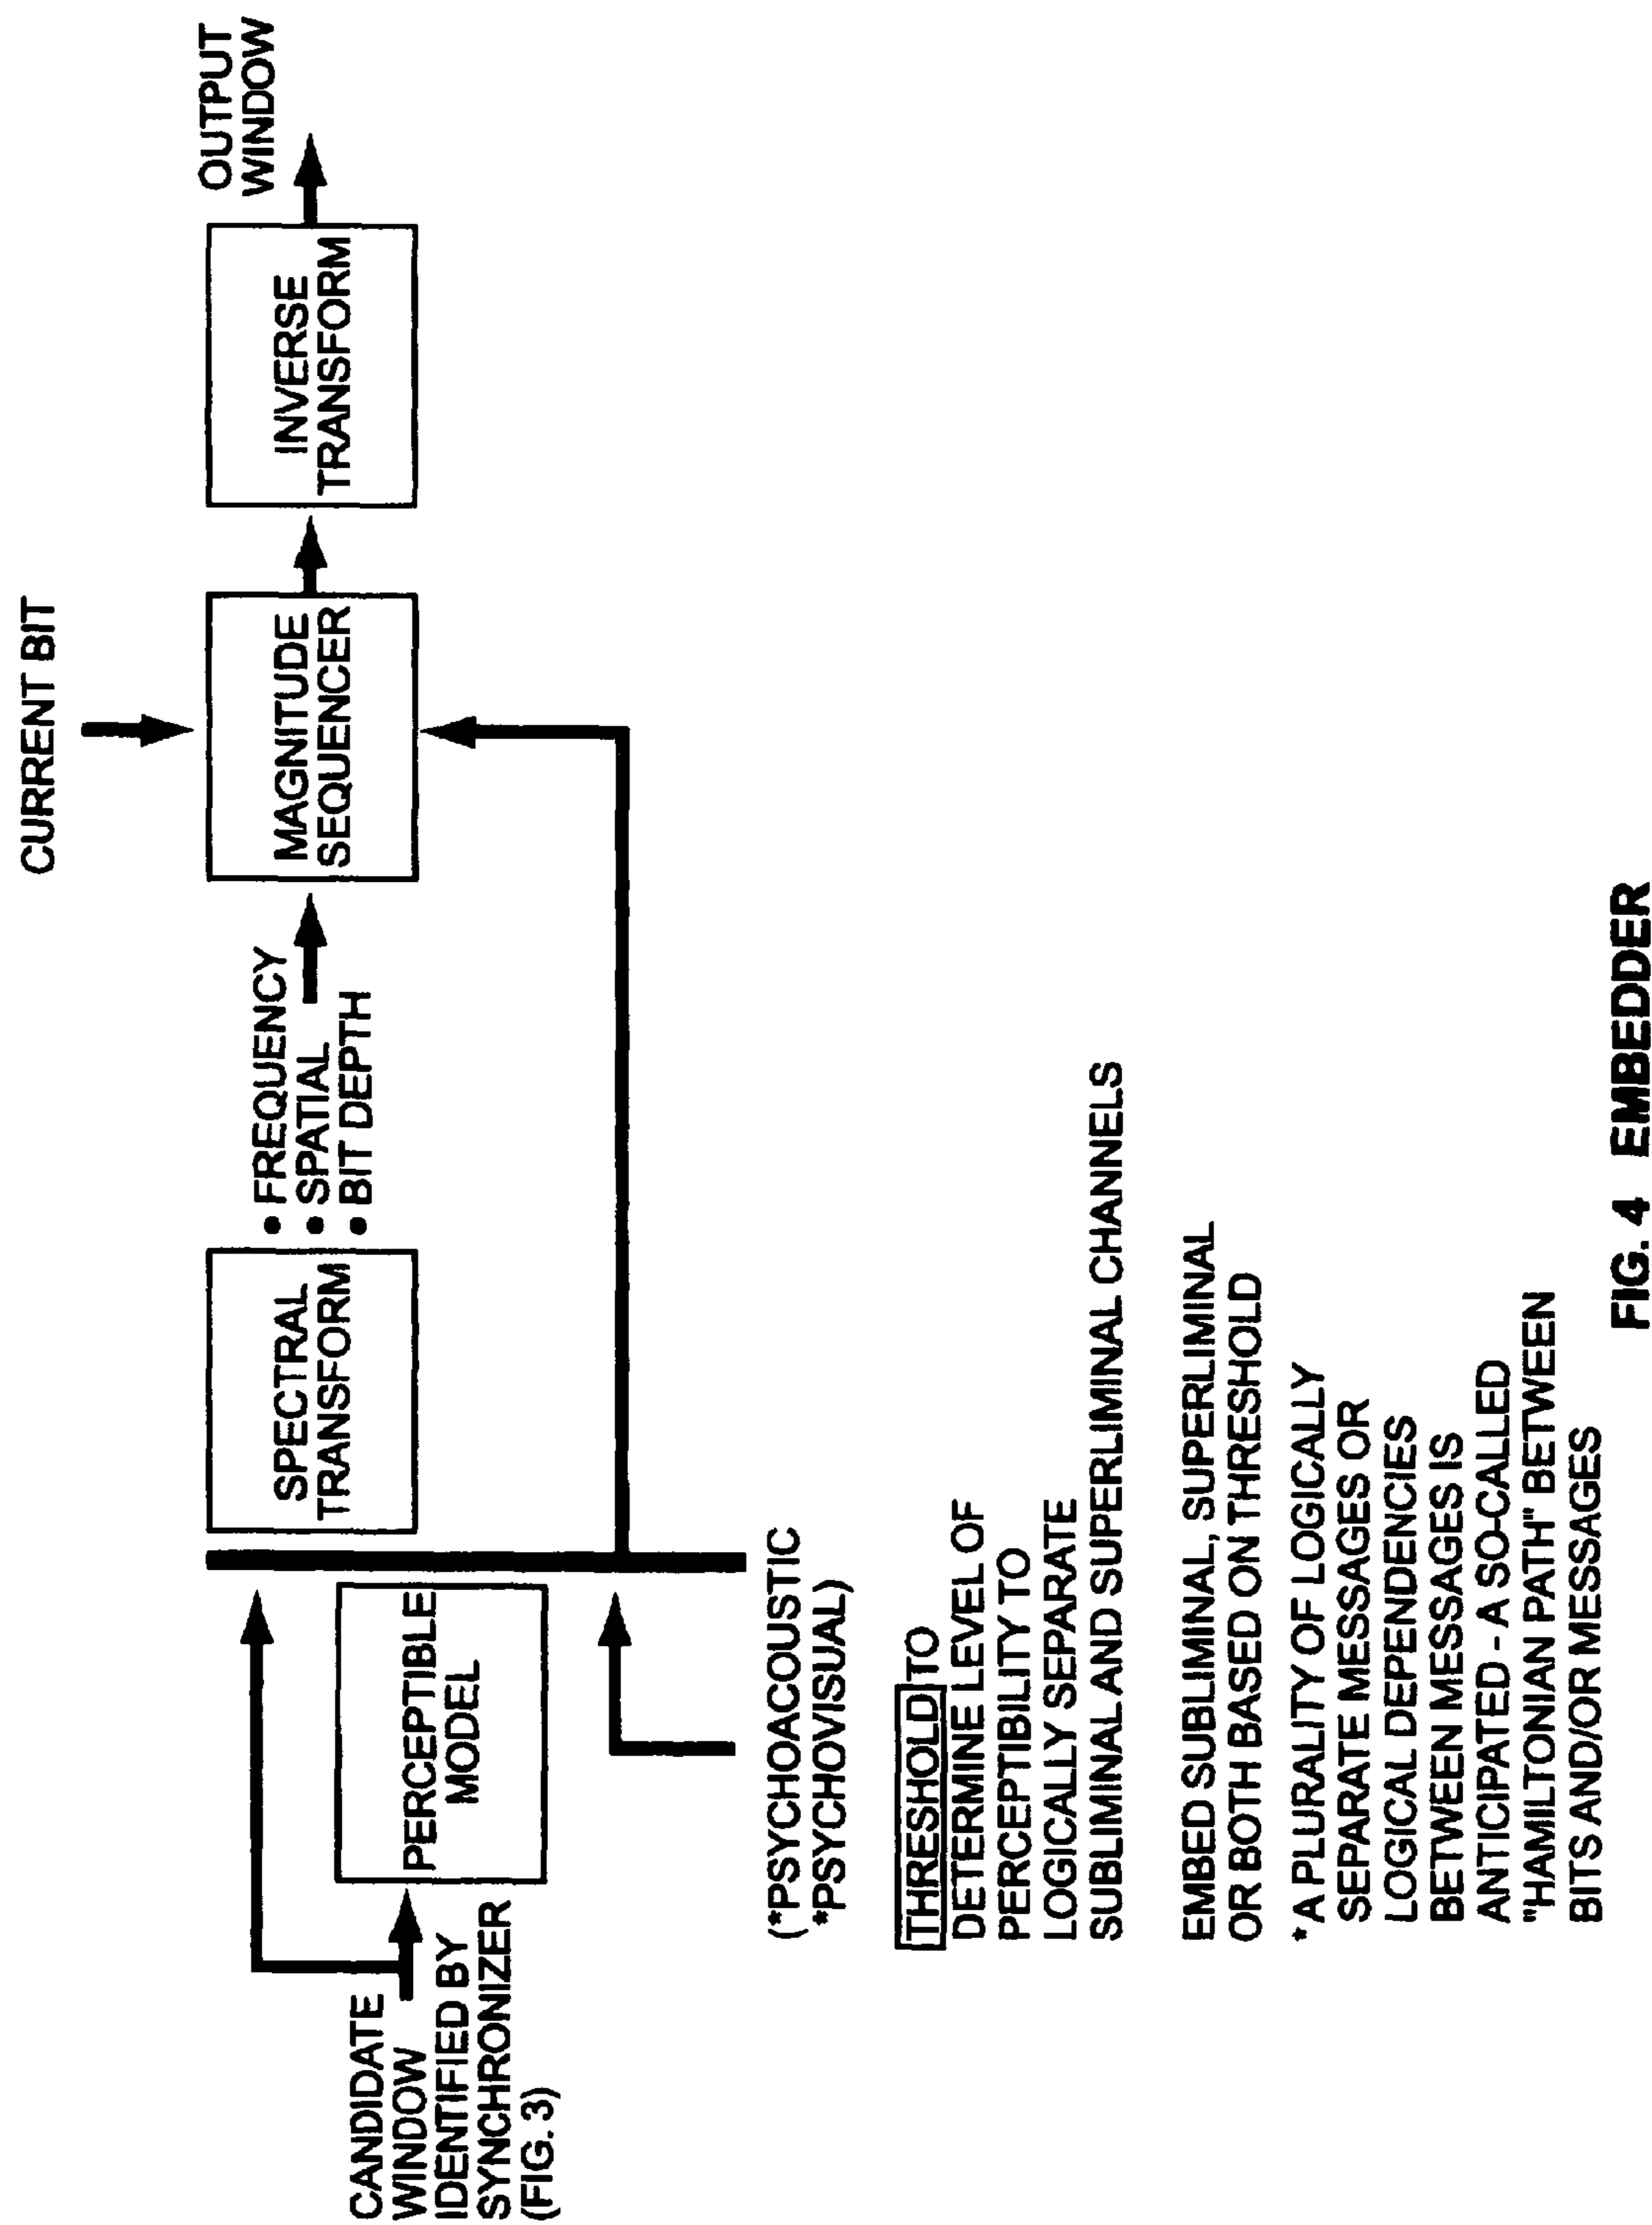 CURRENT BIT
CANDIDATE
WINDOW
IDENTIFIED BY
SYNCHRONIZER
(FIG. 3)
PERCEPTIBLE
MODEL
SPECTRAL
TRANSFORM
• FREQUENCY
• SPATIAL
• BIT DEPTH
MAGNITUDE
SEQUENCER
INVERSE
TRANSFORM
OUTPUT
WINDOW
(*PSYCHOACOUSTIC
*PSYCHOVISUAL)
THRESHOLD TO
DETERMINE LEVEL OF
PERCEPTIBILITY TO
LOGICALLY SEPARATE
SUBLIMINAL AND SUPERLIMINAL CHANNELS
EMBED SUBLIMINAL, SUPERLIMINAL
OR BOTH BASED ON THRESHOLD
*A PLURALITY OF LOGICALLY
SEPARATE MESSAGES OR
LOGICAL DEPENDENCIES
BETWEEN MESSAGES IS
ANTICIPATED - A SO-CALLED
"HAMILTONIAN PATH" BETWEEN
BITS AND/OR MESSAGES
FIG. 4 EMBEDDER